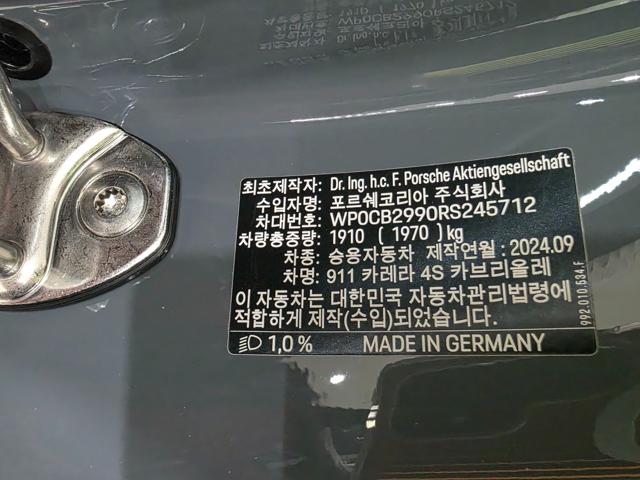 최초제작자: Dr. Ing. h.c. F. Porsche Aktiengesellschaft
수입자명: 포르쉐코리아 주식회사
차대번호: WP0CB2990RS245712
차량총중량: 1910 ( 1970 ) kg
차종: 승용자동차 제작연월: 2024.09
차명: 911 카레라 4S 카브리올레
이 자동차는 대한민국 자동차관리법령에
적합하게 제작(수입)되었습니다.
1,0% MADE IN GERMANY
992.010.534.F